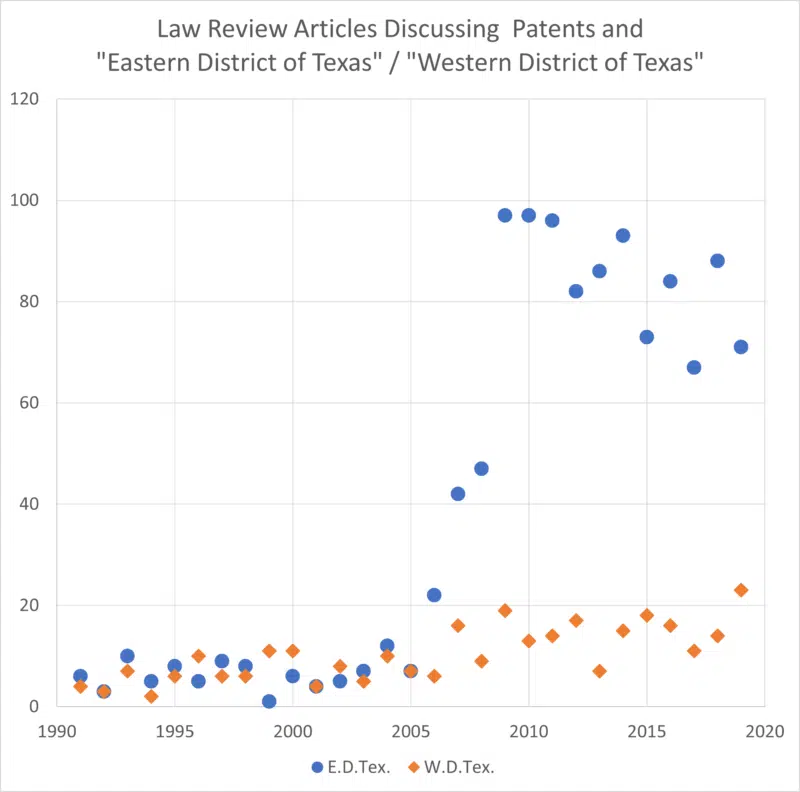 Law Review Articles Discussing Patents and
"Eastern District of Texas" / "Western District of Texas"
120
100
80
60
40
20
0
1990 1995 2000 2005 2010 2015 2020
E.D.Tex. W.D.Tex.